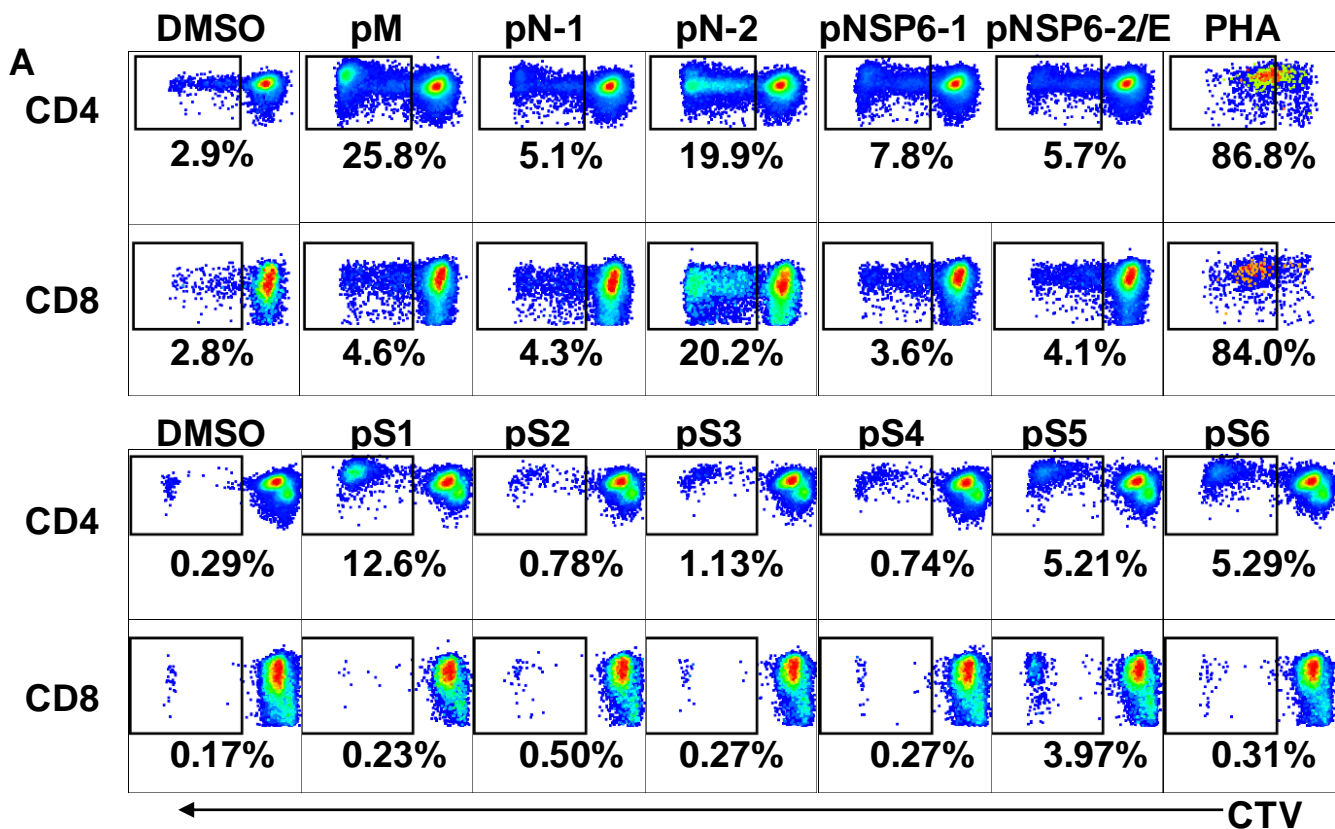 DMSO pM pN-1 pN-2 pNSP6-1 pNSP6-2/E PHA
A
CD4
2.9% 25.8% 5.1% 19.9% 7.8% 5.7% 86.8%
CD8
2.8% 4.6% 4.3% 20.2% 3.6% 4.1% 84.0%
DMSO pS1 pS2 pS3 pS4 pS5 pS6
CD4
0.29% 12.6% 0.78% 1.13% 0.74% 5.21% 5.29%
CD8
0.17% 0.23% 0.50% 0.27% 0.27% 3.97% 0.31%
CTV